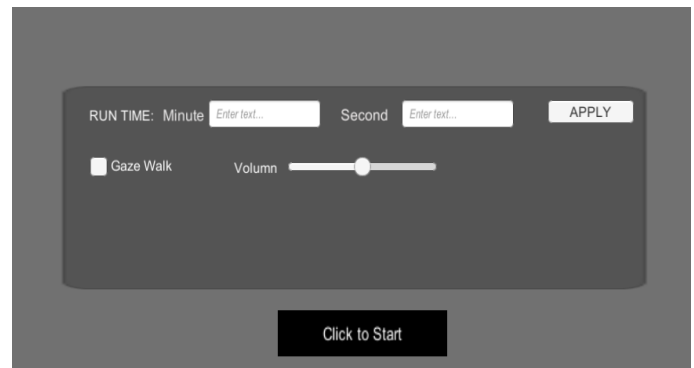 RUN TIME: Minute Enter text... Second Enter text... APPLY
Gaze Walk Volumn
Click to Start